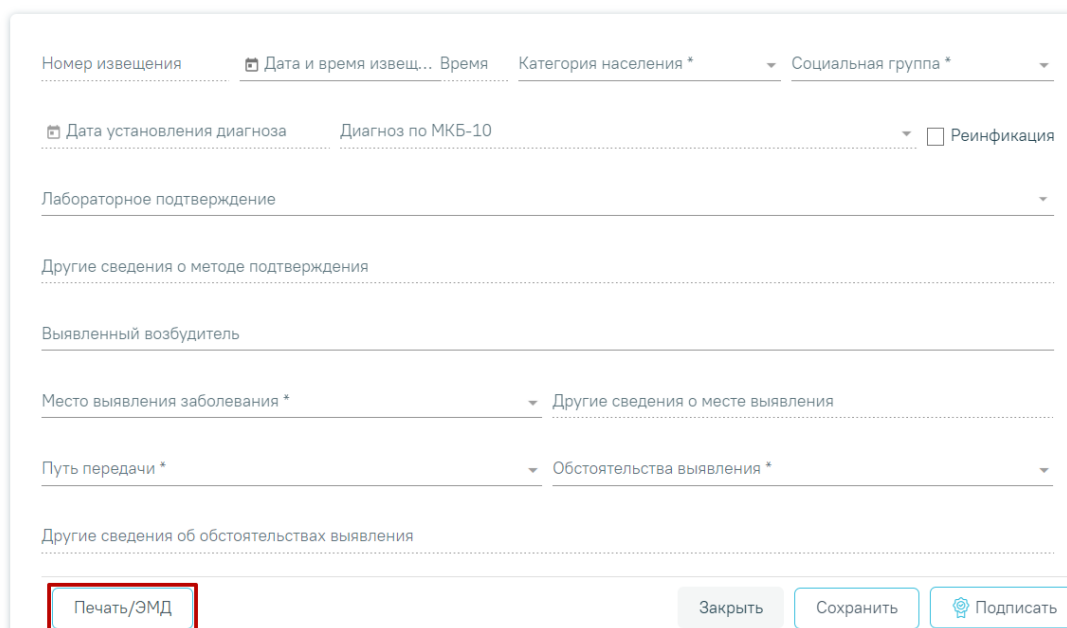 Номер извещения Дата и время извещ... Время Категория населения * Социальная группа *
Дата установления диагноза Диагноз по МКБ-10 Реинфикация
Лабораторное подтверждение
Другие сведения о методе подтверждения
Выявленный возбудитель
Место выявления заболевания * Другие сведения о месте выявления
Путь передачи * Обстоятельства выявления *
Другие сведения об обстоятельствах выявления
Печать/ЭМД Закрыть Сохранить Подписать